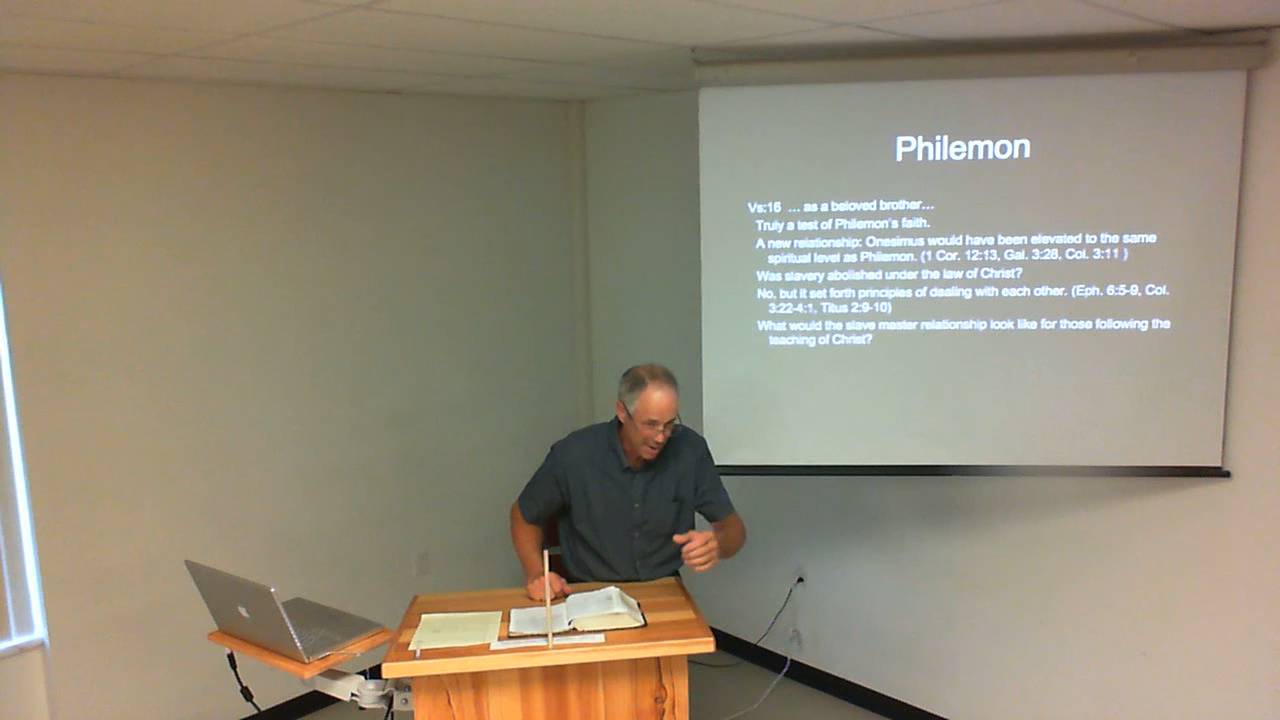 Philemon
Vs:16 ... as a beloved brother...
Truly a test of Philemon's faith.
A new relationship: Onesimus would have been elevated to the same
spiritual level as Philemon. (1 Cor. 12:13, Gal. 3:28, Col. 3:11 )
Was slavery abolished under the law of Christ?
No, but it set forth principles of dealing with each other. (Eph. 6:5-9, Col.
3:22-4:1, Titus 2:9-10)
What would the slave master relationship look like for those following the
teaching of Christ?